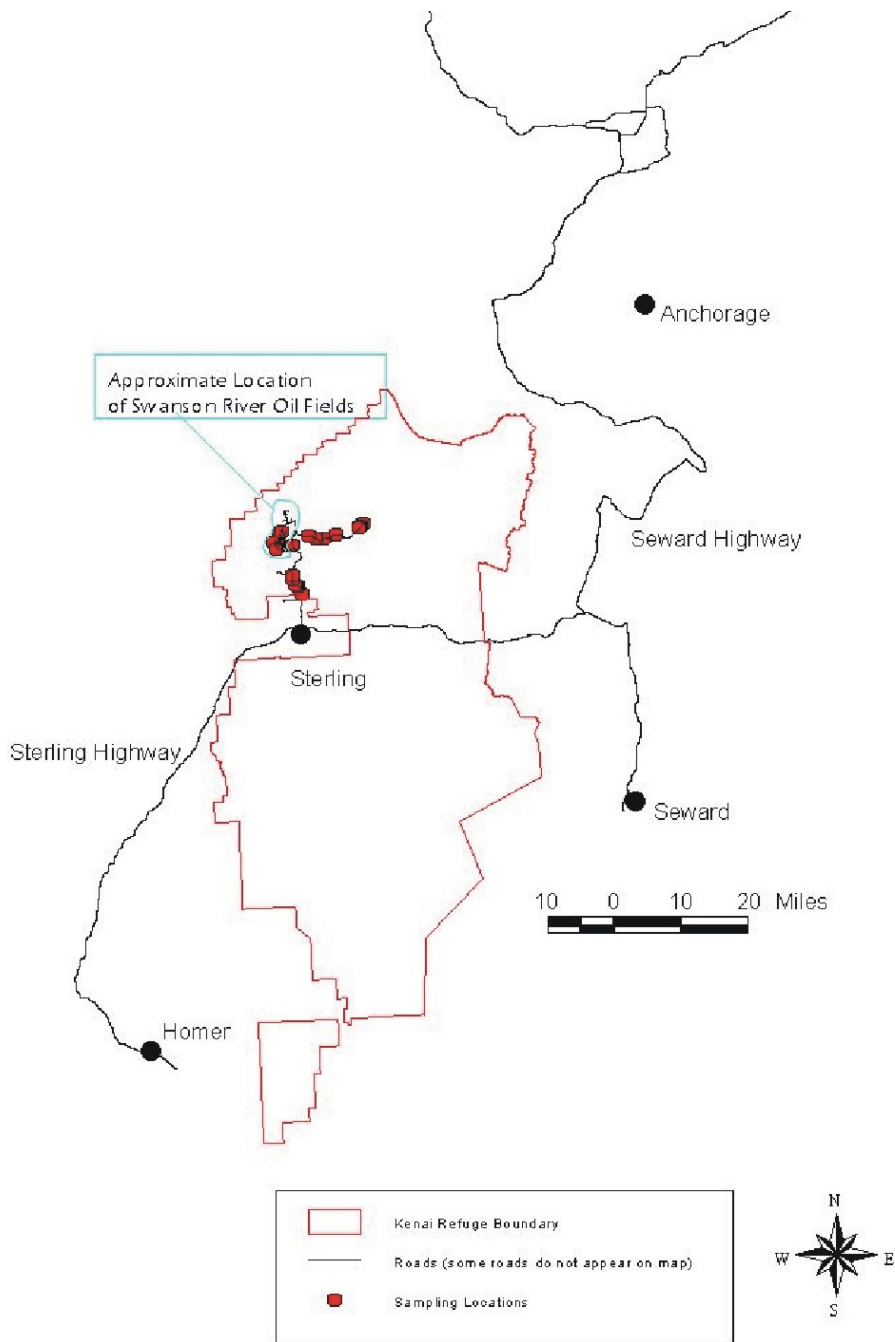 Anchorage
Approximate Location
of Swanson River Oil Fields
Seward Highway
Sterling
Sterling Highway
Seward
10 0 10 20 Miles
Homer
Kenai Refuge Boundary
Roads (some roads do not appear on map)
Sampling Locations
N
W E
S